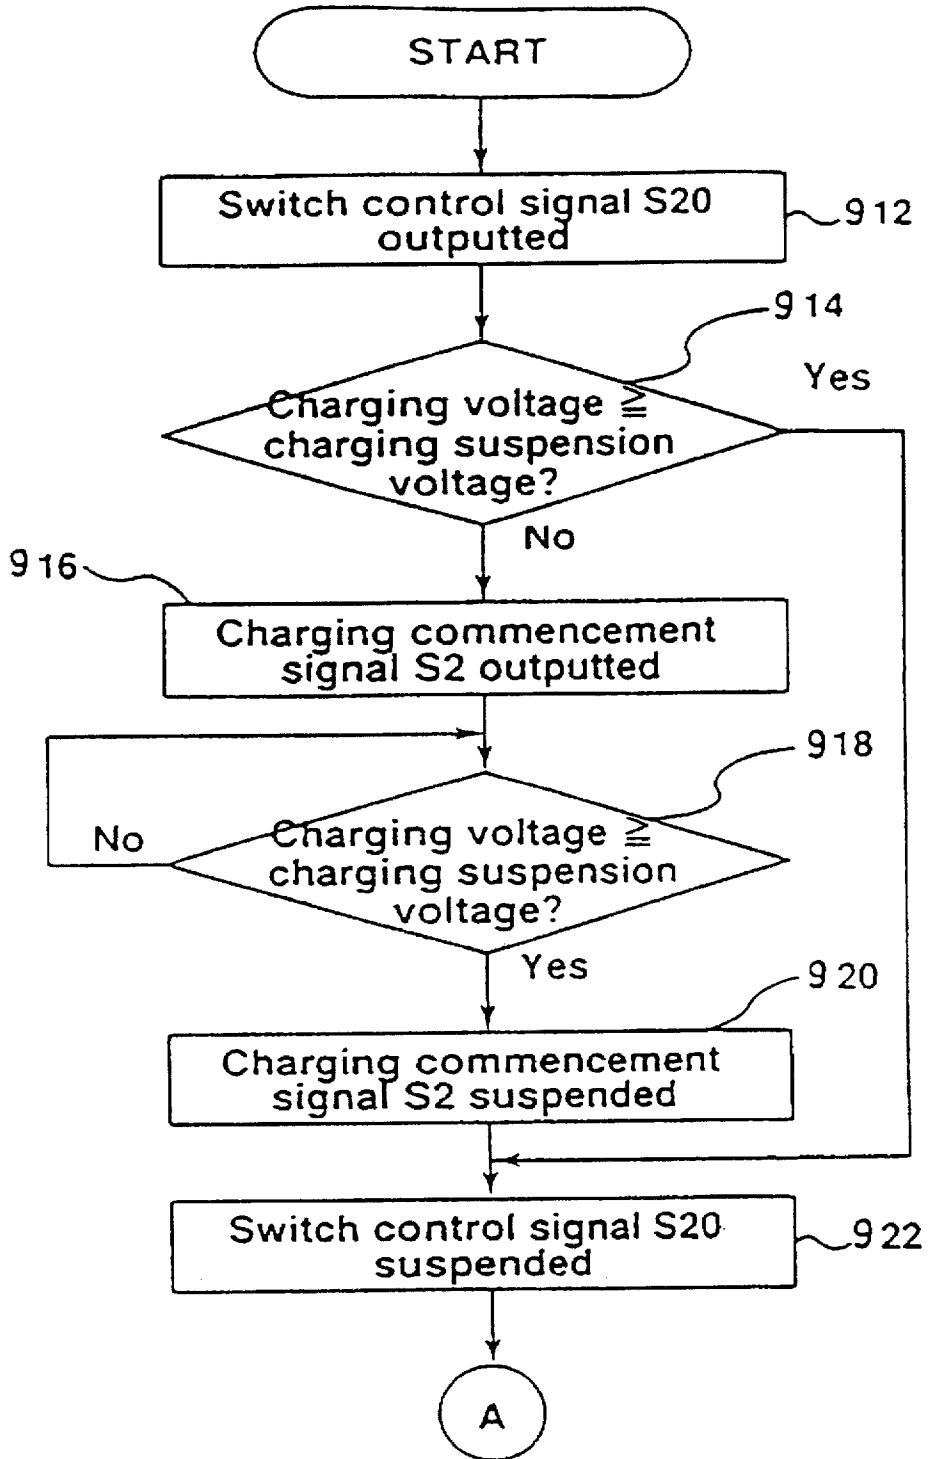 START
Switch control signal S20
outputted
912
914
Yes
Charging voltage ≧
charging suspension
voltage?
No
916
Charging commencement
signal S2 outputted
918
No
Charging voltage ≧
charging suspension
voltage?
Yes
920
Charging commencement
signal S2 suspended
Switch control signal S20
suspended
922
A